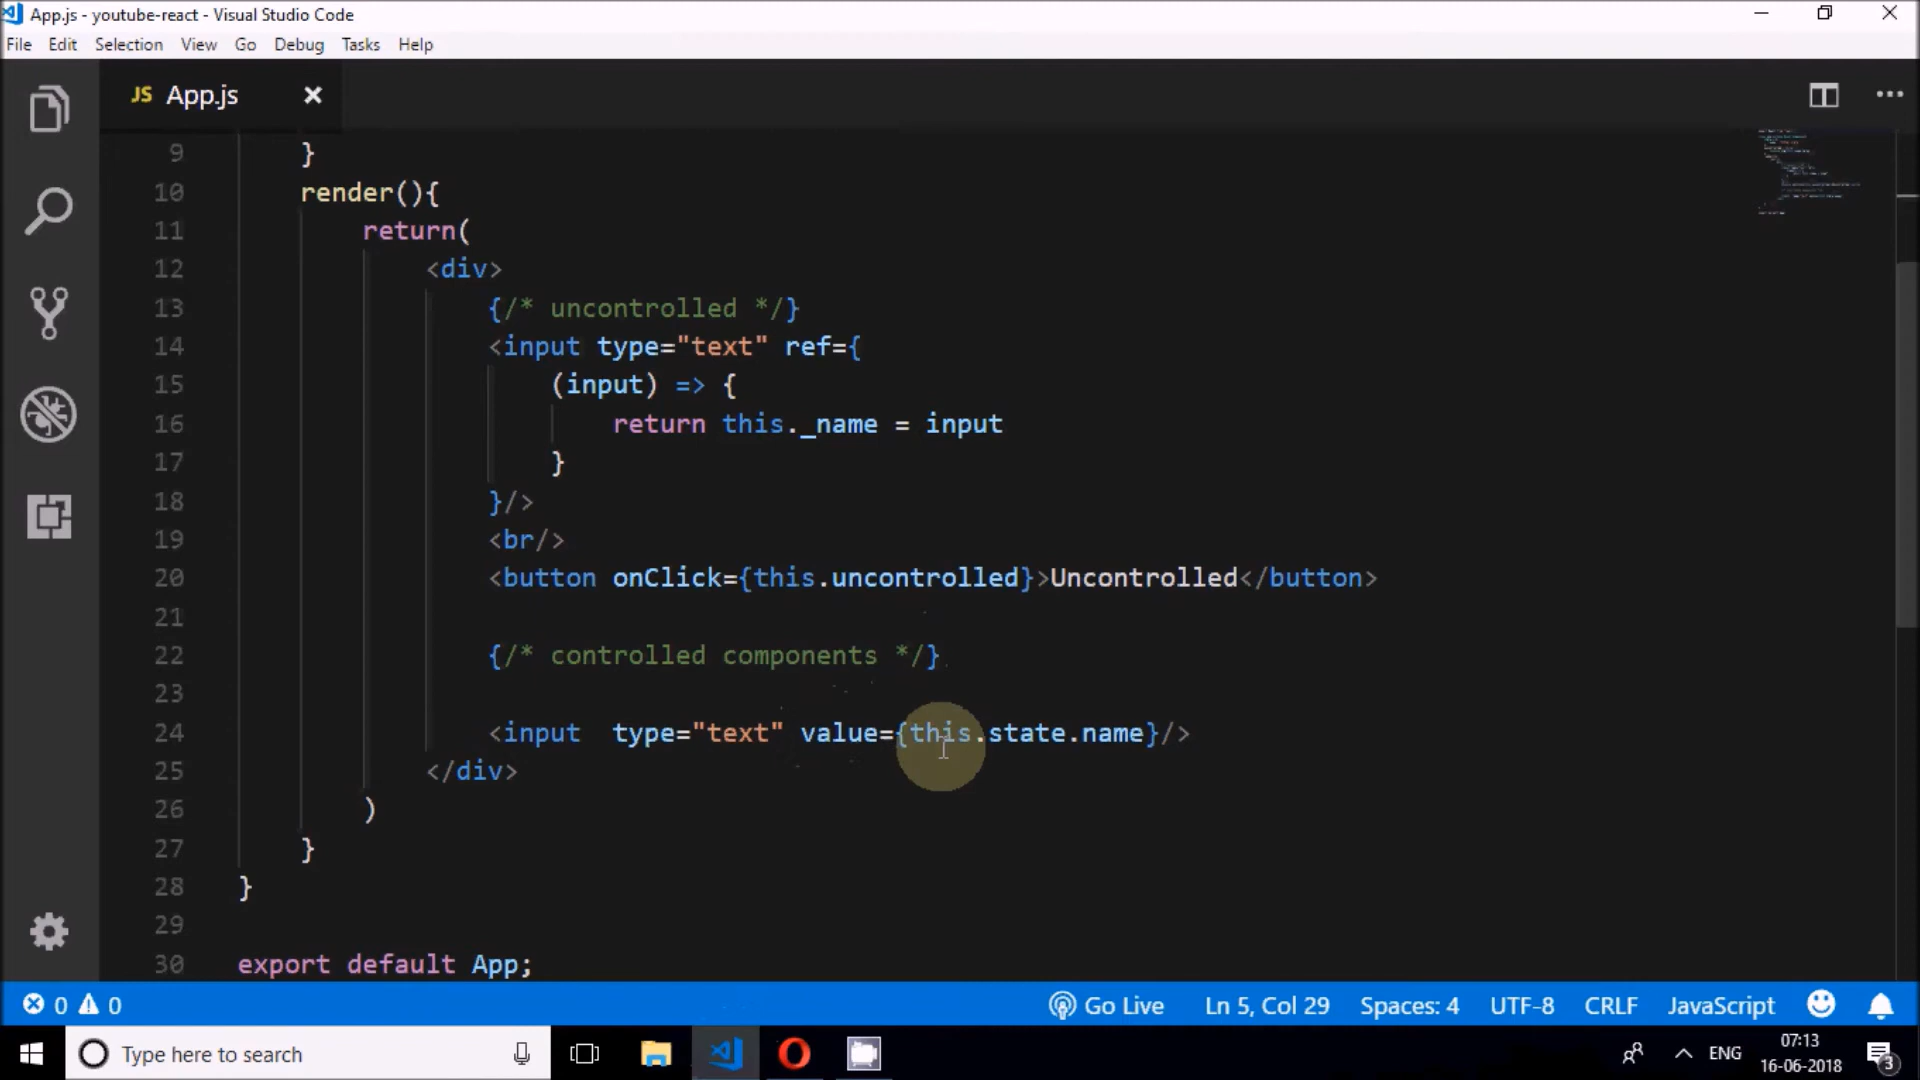 App.js - youtube-react - Visual Studio Code
File Edit Selection View Go Debug Tasks Help
JS App.js
9 }
10 render(){
11 return(
12 <div>
13 {/* uncontrolled */}
14 <input type="text" ref={
15 (input) => {
16 return this._name = input
17 }
18 }/>
19 <br/>
20 <button onClick={this.uncontrolled}>Uncontrolled</button>
21
22 {/* controlled components */}
23
24 <input  type="text" value={this.state.name}/>
25 </div>
26 )
27 }
28 }
29
30 export default App;
0 0 Go Live Ln 5, Col 29 Spaces: 4 UTF-8 CRLF JavaScript
Type here to search
ENG
07:13
16-06-2018
3